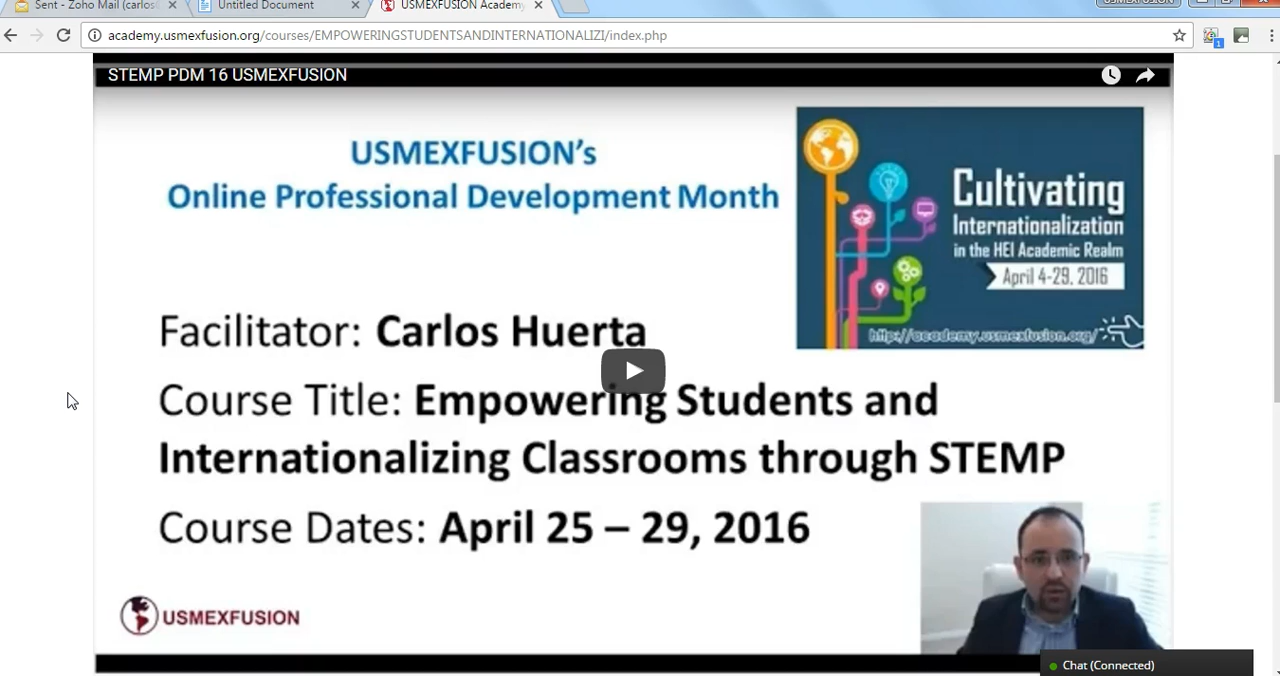 Sent - Zoho Mail (carlos
Untitled Document
USMEXFUSION Academy
USMEXFUSION
academy.usmexfusion.org/courses/EMPOWERINGSTUDENTSANDINTERNATIONALIZI/index.php
1
STEMP PDM 16 USMEXFUSION
USMEXFUSION's
Online Professional Development Month
Cultivating
Internationalization
in the HEI Academic Realm
April 4-29, 2016
http://academy.usmexfusion.org/
Facilitator: Carlos Huerta
Course Title: Empowering Students and
Internationalizing Classrooms through STEMP
Course Dates: April 25 – 29, 2016
USMEXFUSION
Chat (Connected)